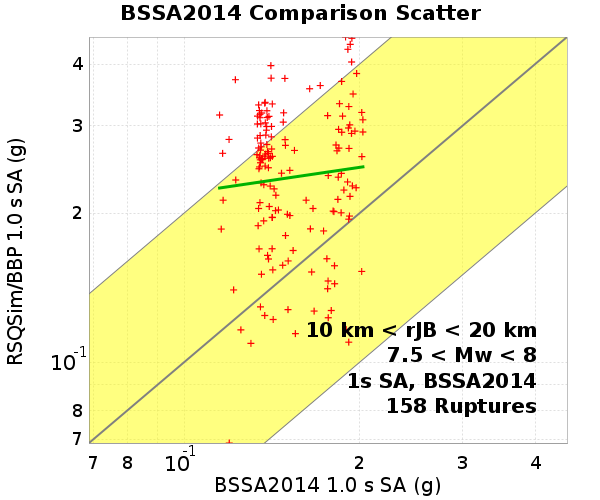 BSSA2014 Comparison Scatter
RSQSim/BBP 1.0 s SA (g)
4
3
2
10-1
8
7
10 km < rJB < 20 km
7.5 < Mw < 8
1s SA, BSSA2014
158 Ruptures
7 8 10-1 2 3 4
BSSA2014 1.0 s SA (g)